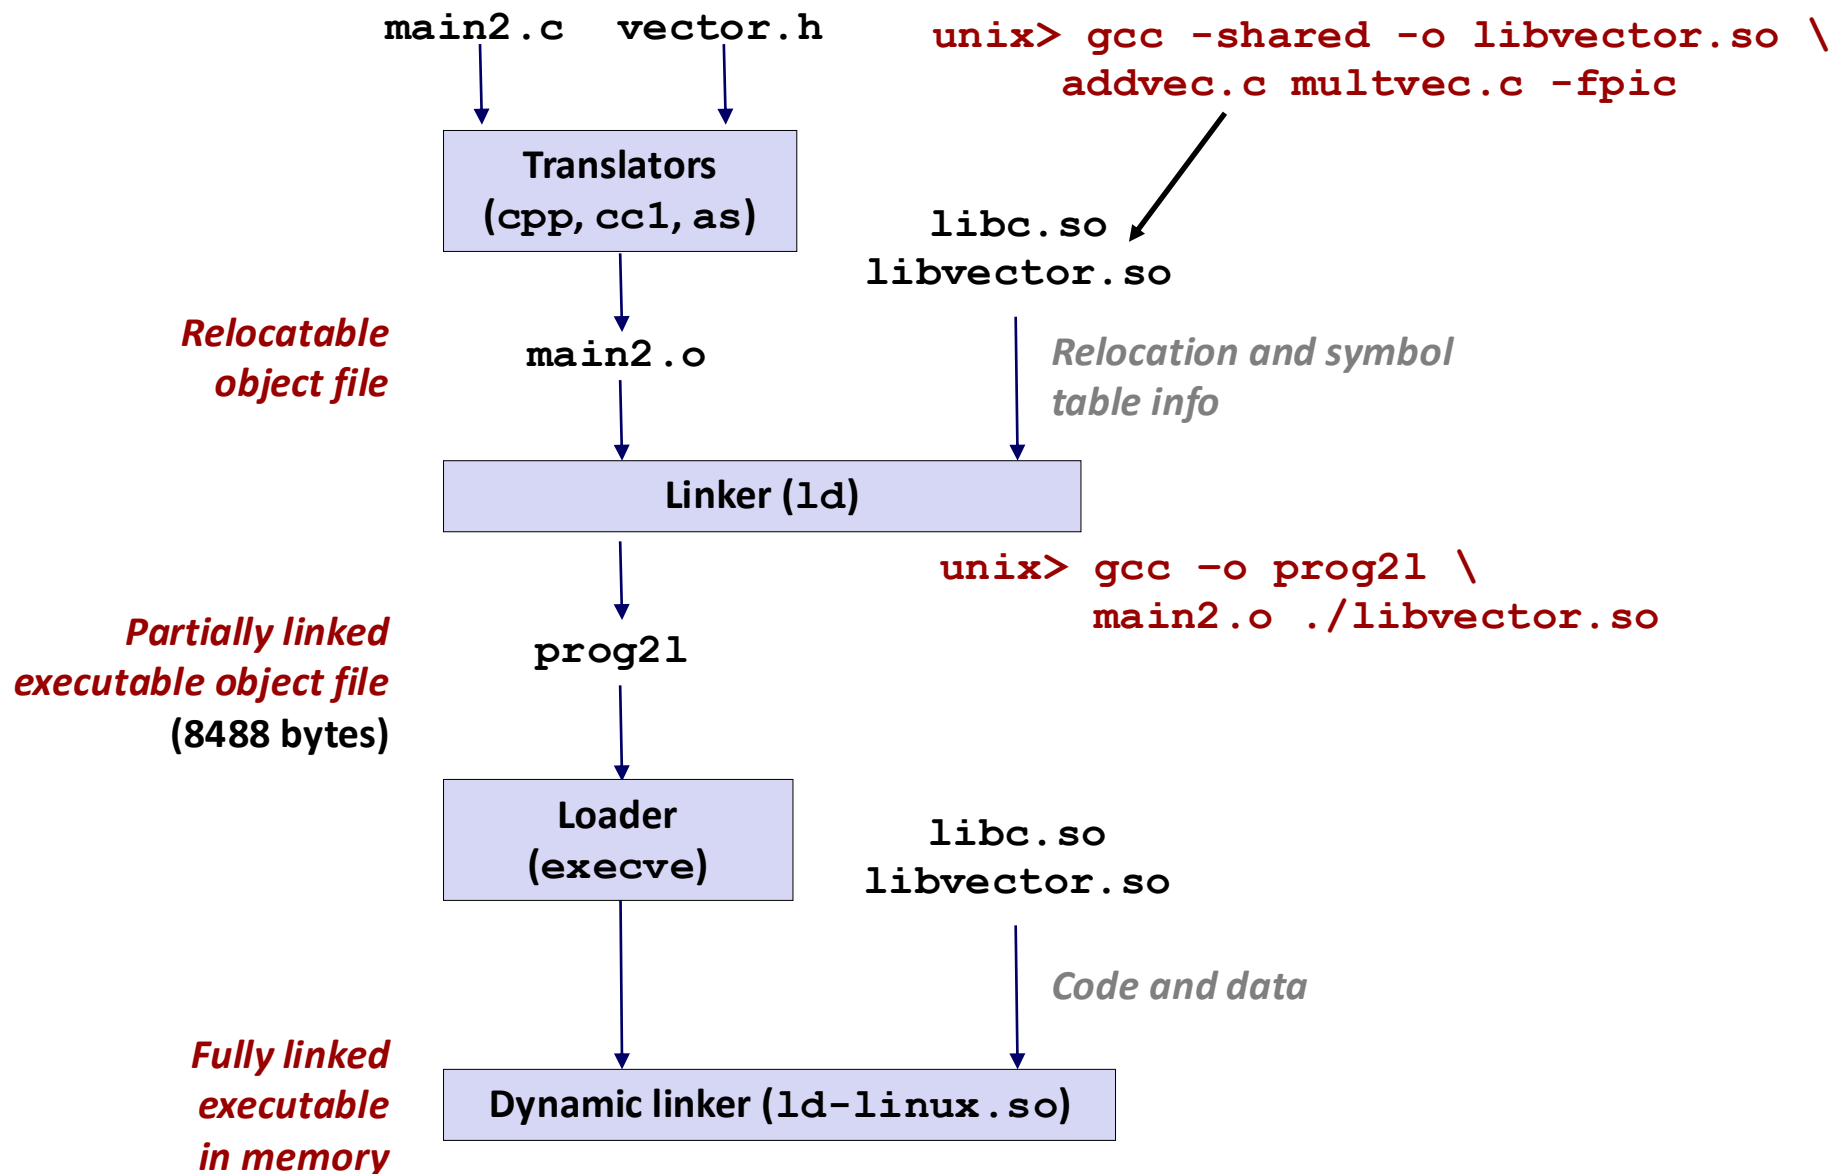 main2.c vector.h
unix> gcc -shared -o libvector.so \
addvec.c multvec.c -fpic
Translators
(cpp, cc1, as)
libc.so
libvector.so
Relocatable
object file
main2.o
Relocation and symbol
table info
Linker (ld)
unix> gcc –o prog2l \
main2.o ./libvector.so
Partially linked
executable object file
(8488 bytes)
prog2l
Loader
(execve)
libc.so
libvector.so
Code and data
Fully linked
executable
in memory
Dynamic linker (ld-linux.so)